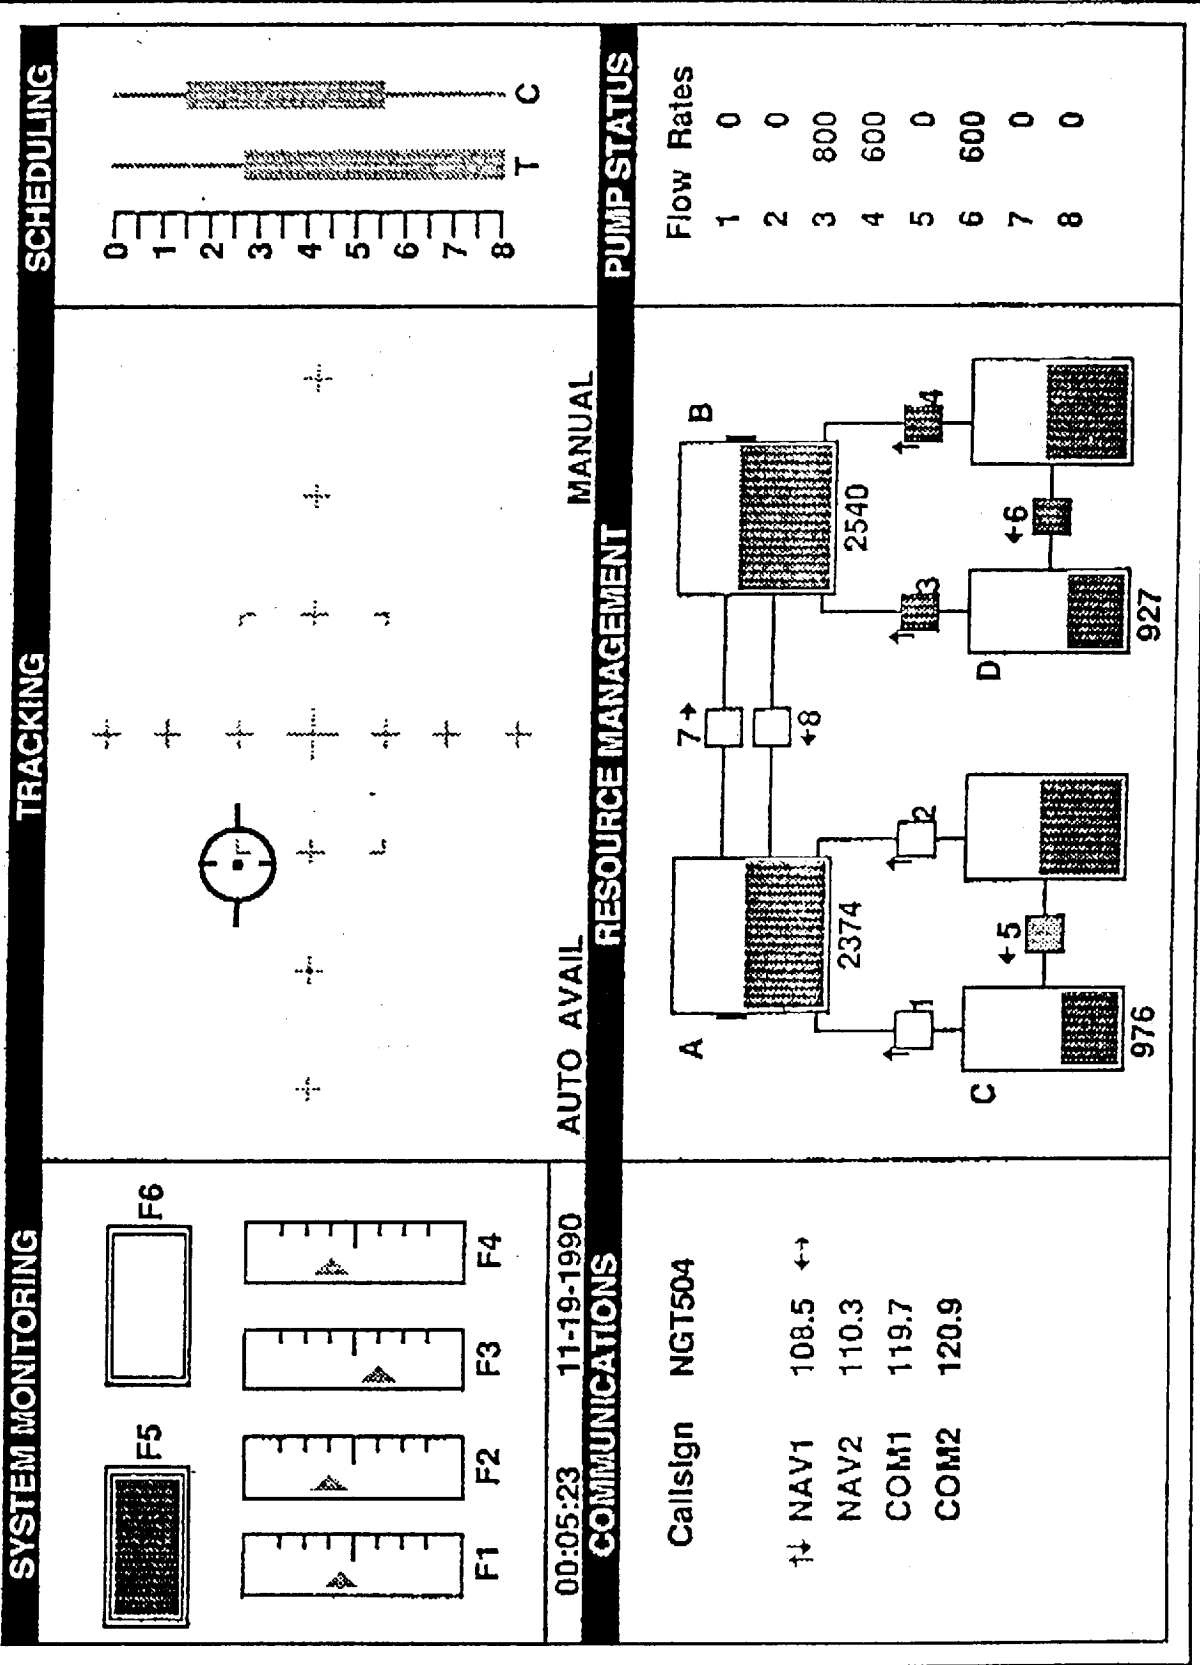 SYSTEM MONITORING
TRACKING
SCHEDULING
F5
F6
F1
F2
F3
F4
0
1
2
3
4
5
6
7
8
T
C
00:05:23
11-19-1990
AUTO AVAIL
MANUAL
COMMUNICATIONS
RESOURCE MANAGEMENT
PUMP STATUS
Callsign NGT504
↑↓ NAV1 108.5 ←→
NAV2 110.3
COM1 119.7
COM2 120.9
A
B
7→
←8
2374
2540
1
2
3
4
C
←5
D
←6
976
927
Flow Rates
1 0
2 0
3 800
4 600
5 0
6 600
7 0
8 0